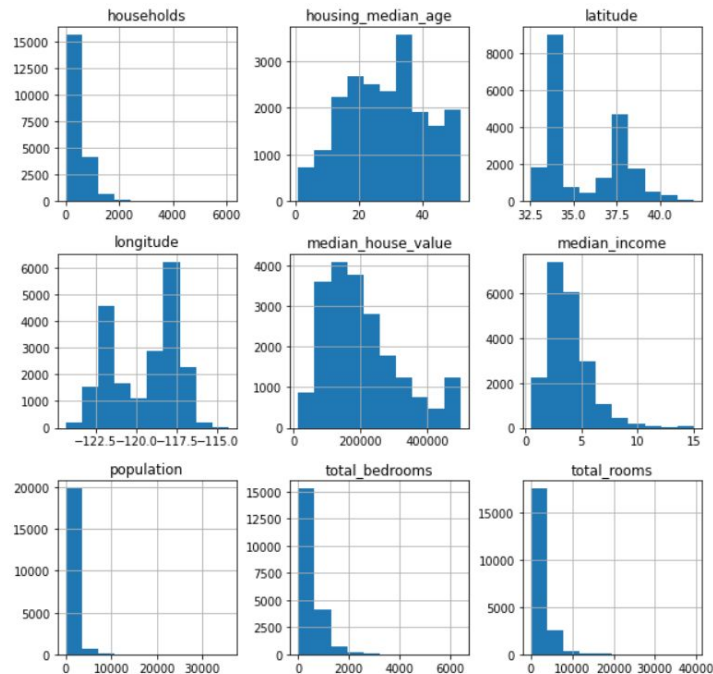 households
15000
12500
10000
7500
5000
2500
0
0 2000 4000 6000
housing_median_age
3000
2000
1000
0
0 20 40
latitude
8000
6000
4000
2000
0
32.5 35.0 37.5 40.0
longitude
6000
5000
4000
3000
2000
1000
0
−122.5 −120.0 −117.5 −115.0
median_house_value
4000
3000
2000
1000
0
0 200000 400000
median_income
6000
4000
2000
0
0 5 10 15
population
20000
15000
10000
5000
0
0 10000 20000 30000
total_bedrooms
15000
12500
10000
7500
5000
2500
0
0 2000 4000 6000
total_rooms
15000
10000
5000
0
0 10000 20000 30000 40000